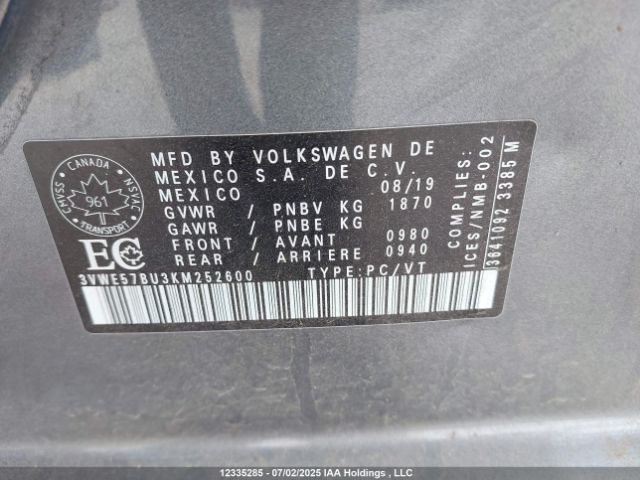 CANADA
CMVSS NSVAC
961
TRANSPORT
EC
MFD BY VOLKSWAGEN DE
MEXICO S.A. DE C.V.
MEXICO 08/19
GVWR / PNBV KG 1870
GAWR / PNBE KG
FRONT / AVANT 0980
REAR / ARRIERE 0940
3VWE57BU3KM252600 TYPE:PC/VT
COMPLIES:
ICES/NMB-002
3641092 3385 M
12335285 - 07/02/2025 IAA Holdings , LLC